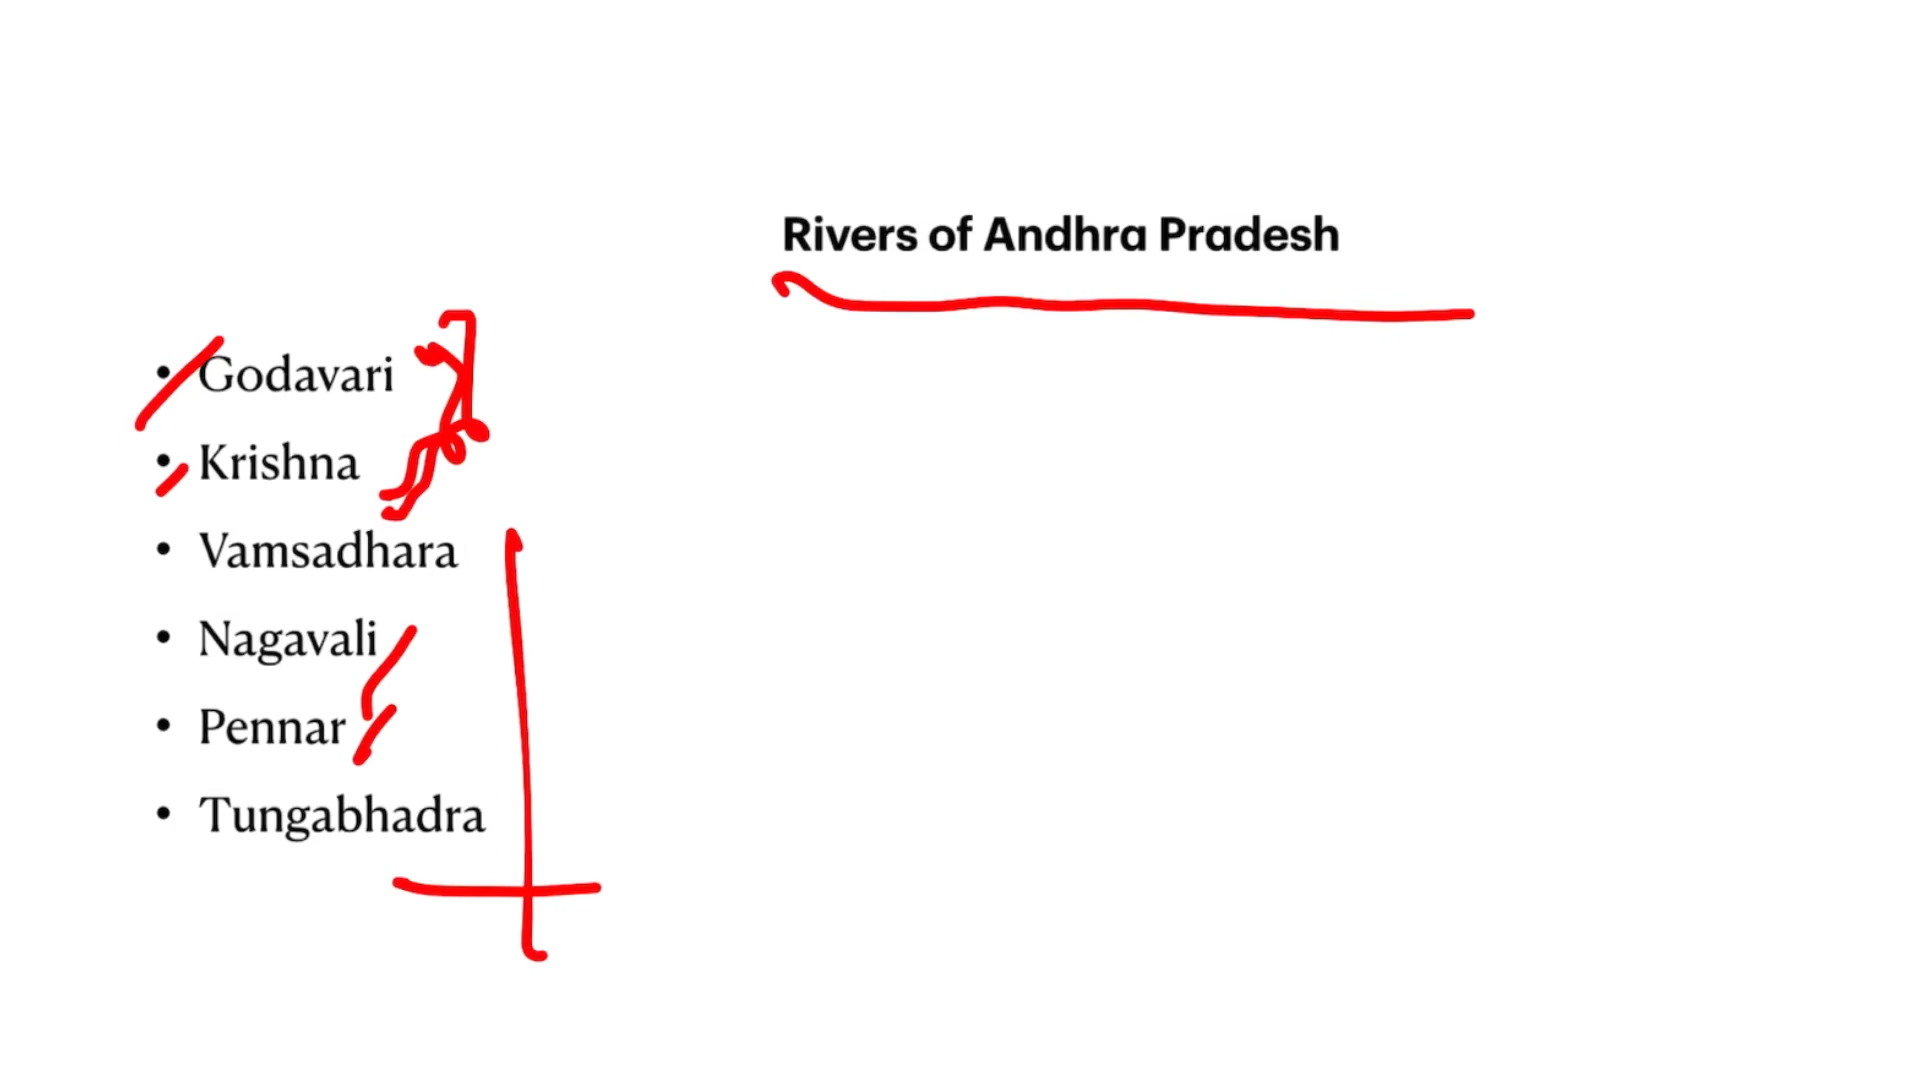 Rivers of Andhra Pradesh
• Godavari
• Krishna
• Vamsadhara
• Nagavali
• Pennar
• Tungabhadra